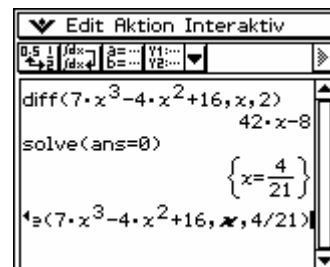 Edit Aktion Interaktiv
diff(7·x^3-4·x^2+16,x,2)
42·x-8
solve(ans=0)
{x=4/21}
e(7·x^3-4·x^2+16,x,4/21)